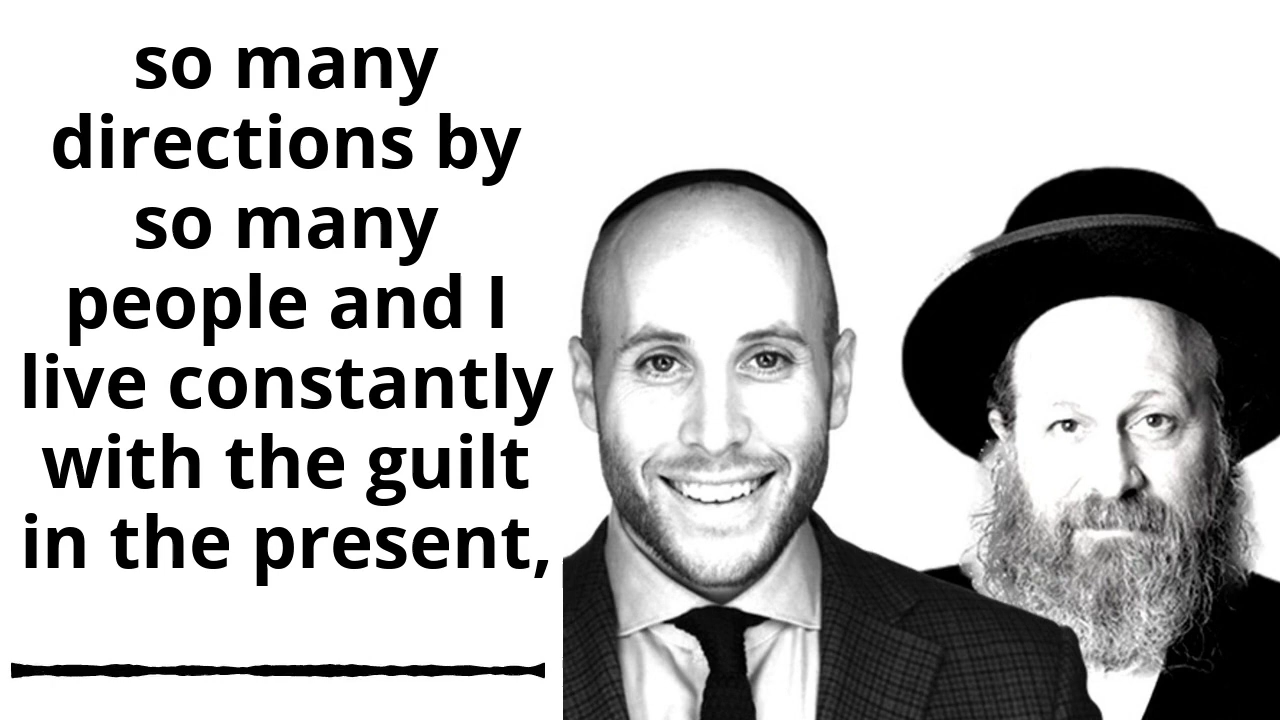 so many
directions by
so many
people and I
live constantly
with the guilt
in the present,